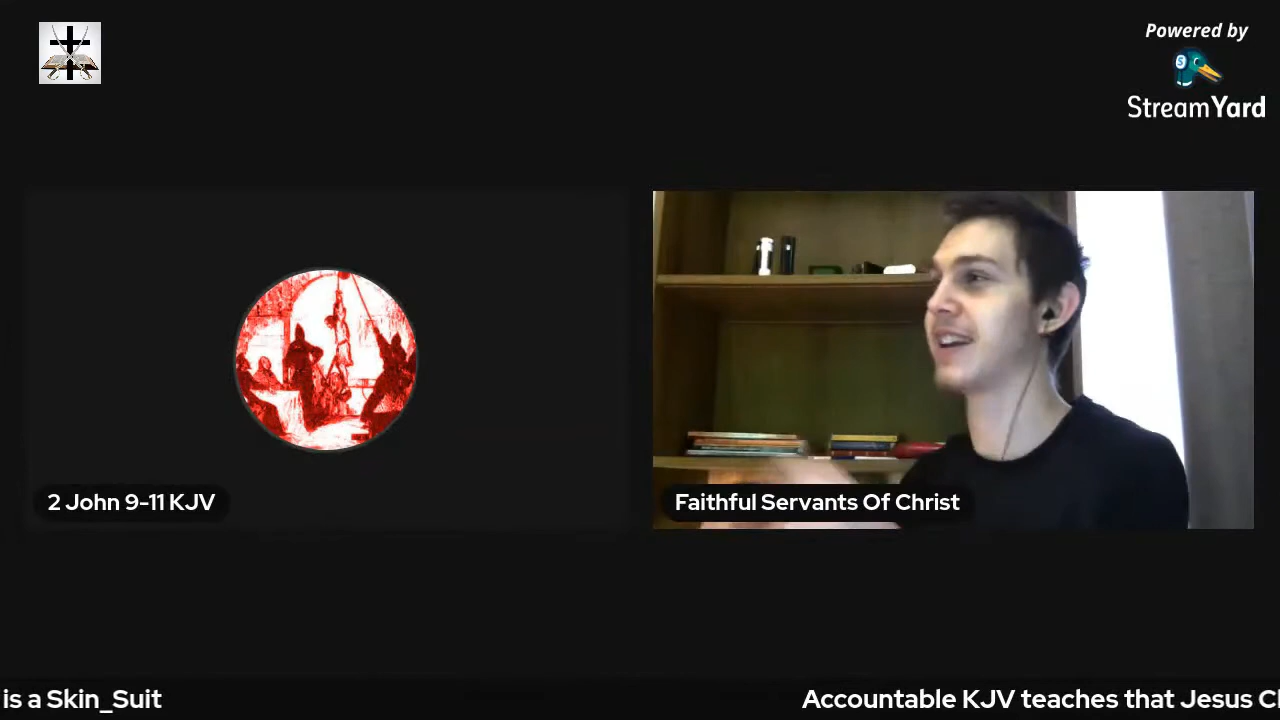 Powered by
StreamYard
2 John 9-11 KJV
Faithful Servants Of Christ
is a Skin_Suit
Accountable KJV teaches that Jesus C